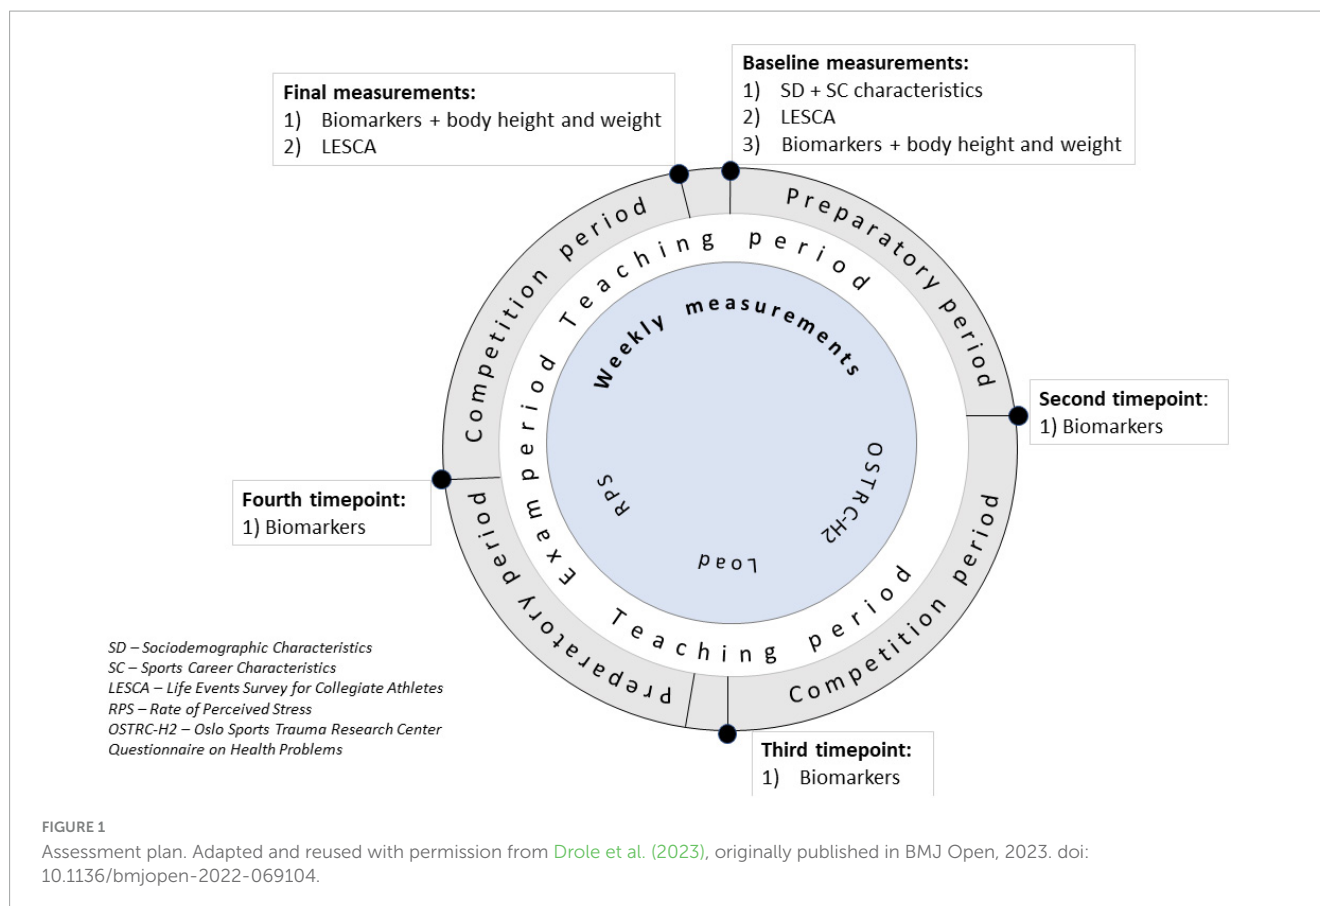 Final measurements:
1) Biomarkers + body height and weight
2) LESCA
Baseline measurements:
1) SD + SC characteristics
2) LESCA
3) Biomarkers + body height and weight
Preparatory period
Competition period
Teaching period
Weekly measurements
Second timepoint:
1) Biomarkers
OSTRC-H2
RPS
Load
Exam period
Fourth timepoint:
1) Biomarkers
Competition period
Teaching period
Preparatory period
SD – Sociodemographic Characteristics
SC – Sports Career Characteristics
LESCA – Life Events Survey for Collegiate Athletes
RPS – Rate of Perceived Stress
OSTRC-H2 – Oslo Sports Trauma Research Center
Questionnaire on Health Problems
Third timepoint:
1) Biomarkers
FIGURE 1
Assessment plan. Adapted and reused with permission from Drole et al. (2023), originally published in BMJ Open, 2023. doi:
10.1136/bmjopen-2022-069104.